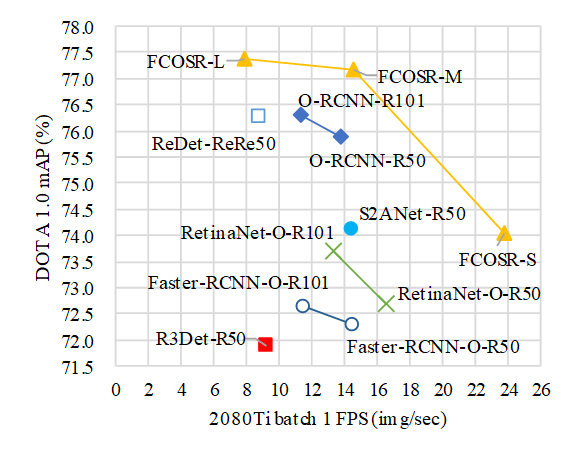 78.0
77.5
77.0
76.5
76.0
75.5
75.0
74.5
74.0
73.5
73.0
72.5
72.0
71.5
DOTA 1.0 mAP (%)
FCOSR-L
FCOSR-M
O-RCNN-R101
ReDet-ReRe50
O-RCNN-R50
S2ANet-R50
RetinaNet-O-R101
FCOSR-S
Faster-RCNN-O-R101
RetinaNet-O-R50
R3Det-R50
Faster-RCNN-O-R50
0 2 4 6 8 10 12 14 16 18 20 22 24 26
2080Ti batch 1 FPS (img/sec)